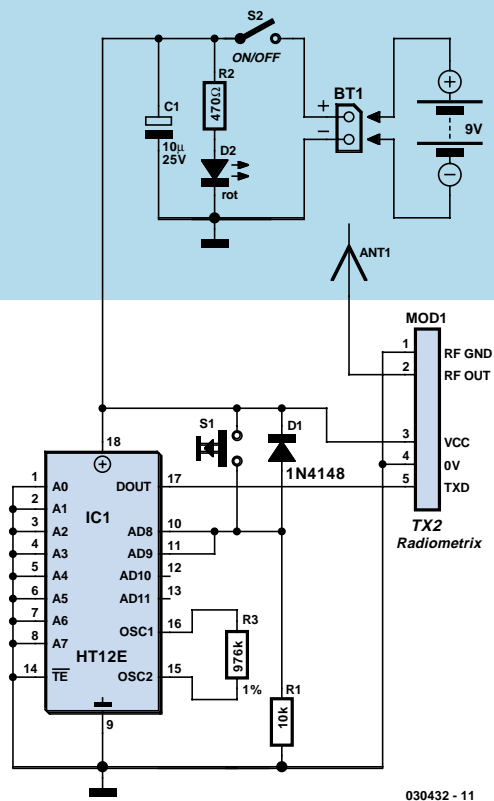 S2
ON/OFF
R2
470Ω
C1
10µ
25V
D2
rot
BT1
+
−
+
9V
−
ANT1
MOD1
1 RF GND
2 RF OUT
3 VCC
4 0V
5 TXD
TX2
Radiometrix
S1
D1
1N4148
18
+
IC1
HT12E
1 A0
2 A1
3 A2
4 A3
5 A4
6 A5
7 A6
8 A7
14 TE
DOUT 17
AD8 10
AD9 11
AD10 12
AD11 13
OSC1 16
OSC2 15
9
R3
976k
1%
R1
10k
030432 - 11